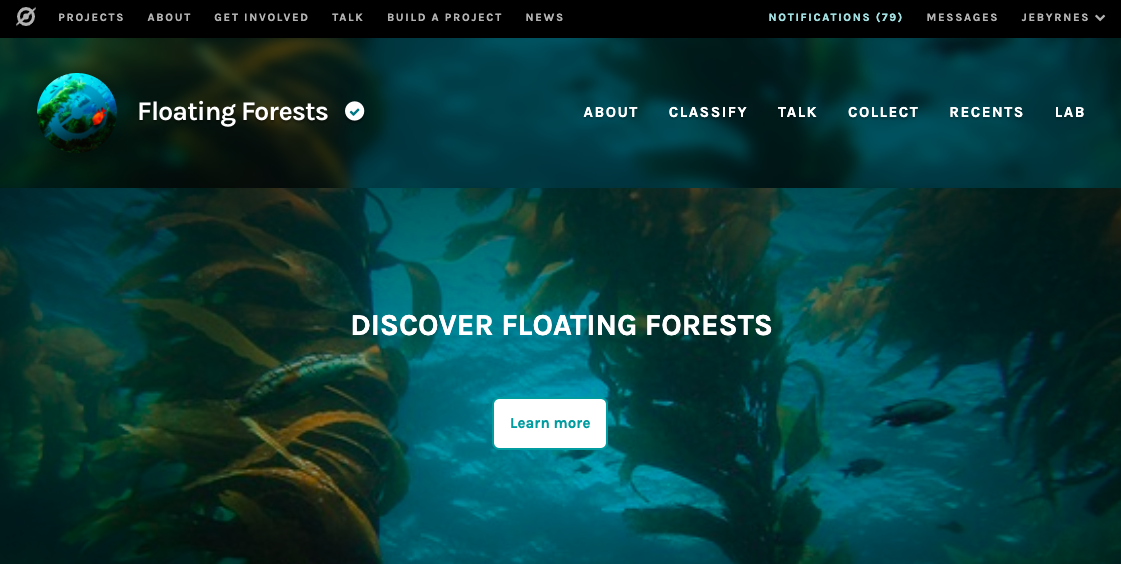 PROJECTS ABOUT GET INVOLVED TALK BUILD A PROJECT NEWS NOTIFICATIONS (79) MESSAGES JEBYRNES
Floating Forests ABOUT CLASSIFY TALK COLLECT RECENTS LAB
DISCOVER FLOATING FORESTS
Learn more